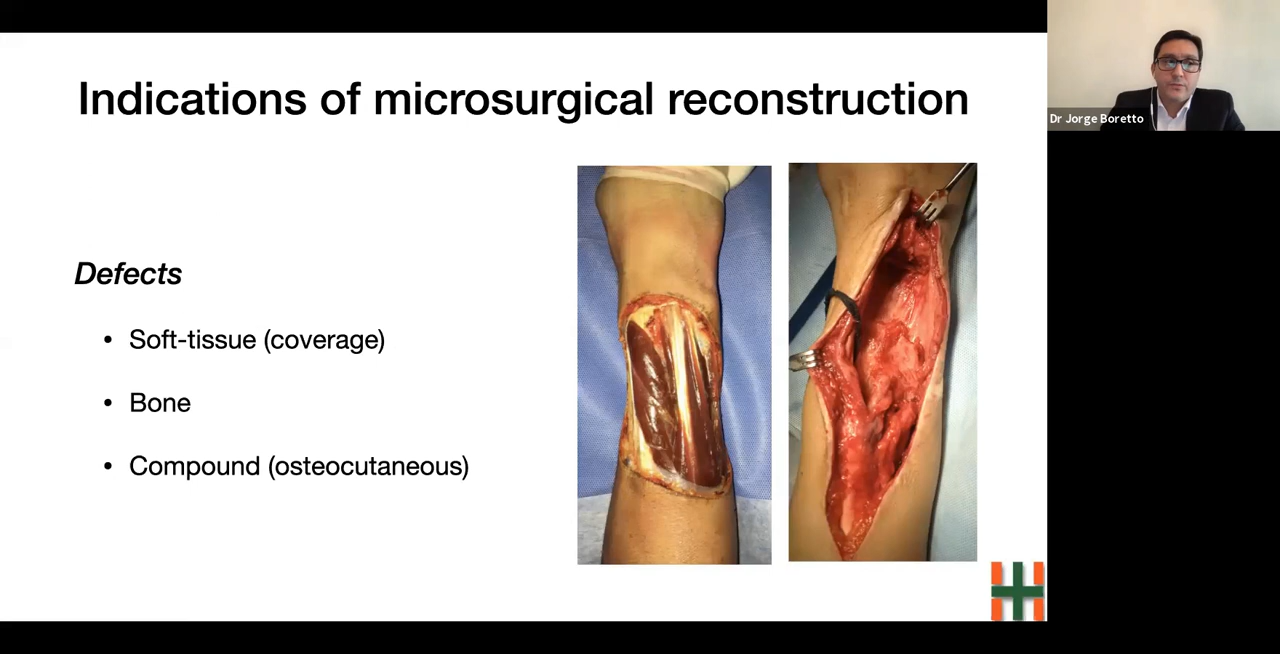 Indications of microsurgical reconstruction
Dr Jorge Boretto
Defects
• Soft-tissue (coverage)
• Bone
• Compound (osteocutaneous)